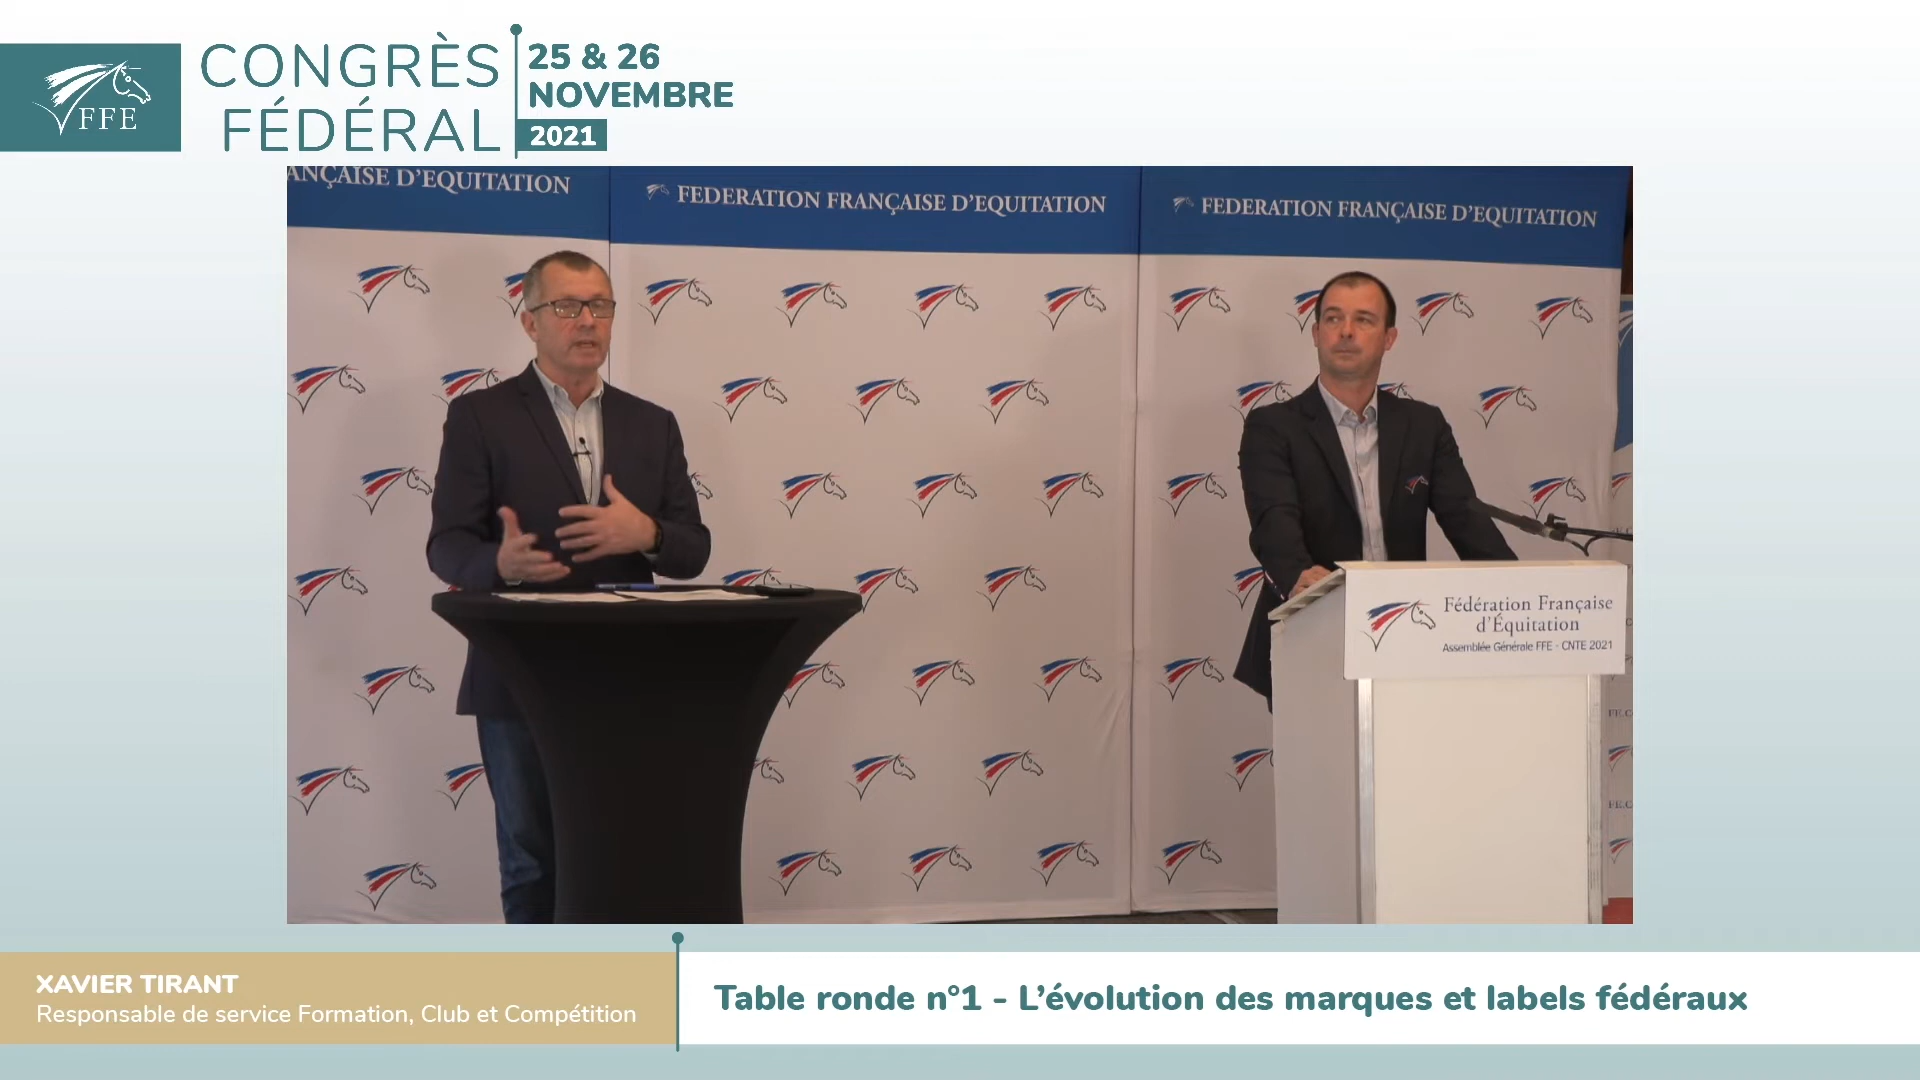 FFE
CONGRÈS
FÉDÉRAL
25 & 26
NOVEMBRE
2021
ANÇAISE D'EQUITATION
FEDERATION FRANÇAISE D'EQUITATION
FEDERATION FRANÇAISE D'EQUITATION
Fédération Française
d'Équitation
Assemblée Générale FFE - CNTE 2021
XAVIER TIRANT
Responsable de service Formation, Club et Compétition
Table ronde n°1 - L'évolution des marques et labels fédéraux